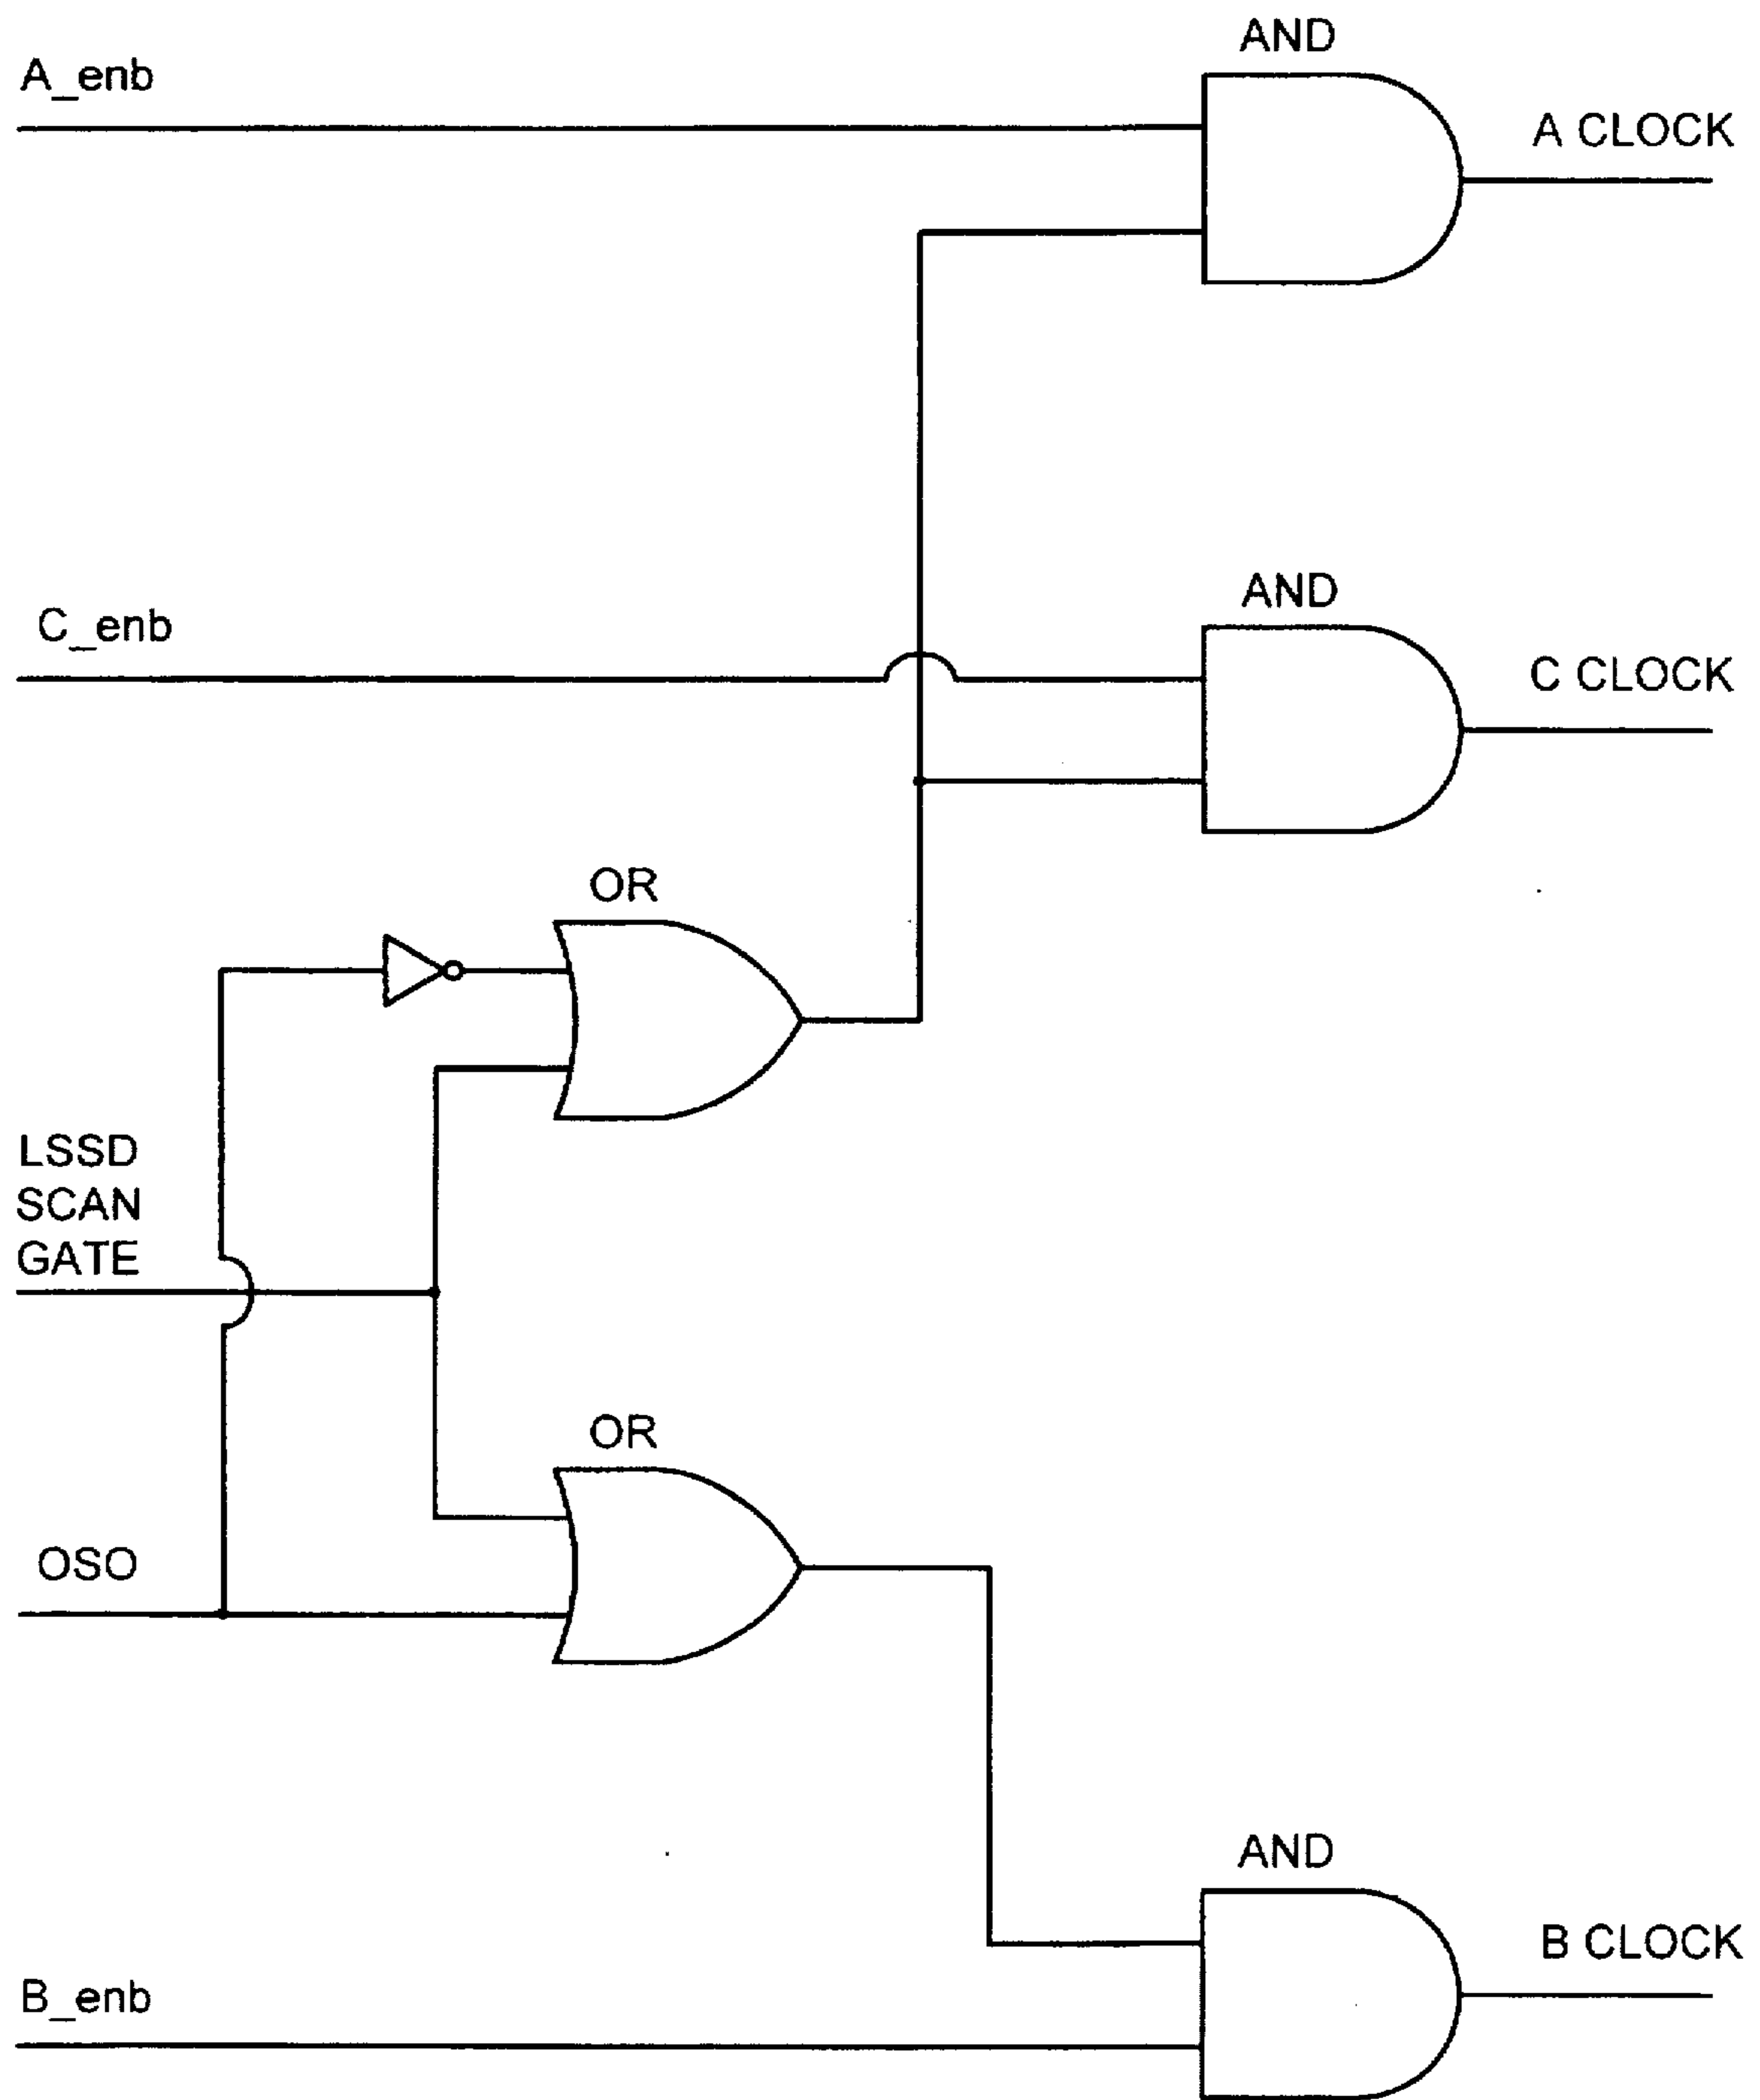 AND
A_enb
A CLOCK
AND
C_enb
C CLOCK
OR
LSSD
SCAN
GATE
OR
OSO
AND
B CLOCK
B_enb